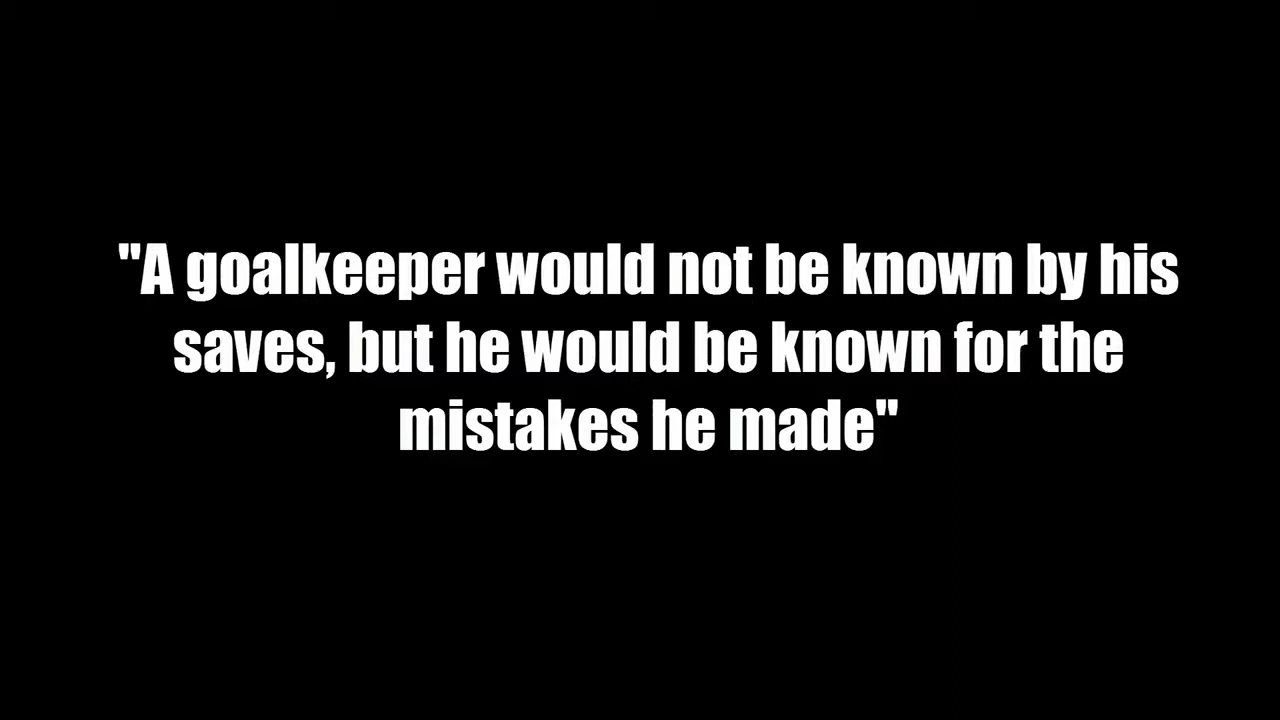 "A goalkeeper would not be known by his
saves, but he would be known for the
mistakes he made"